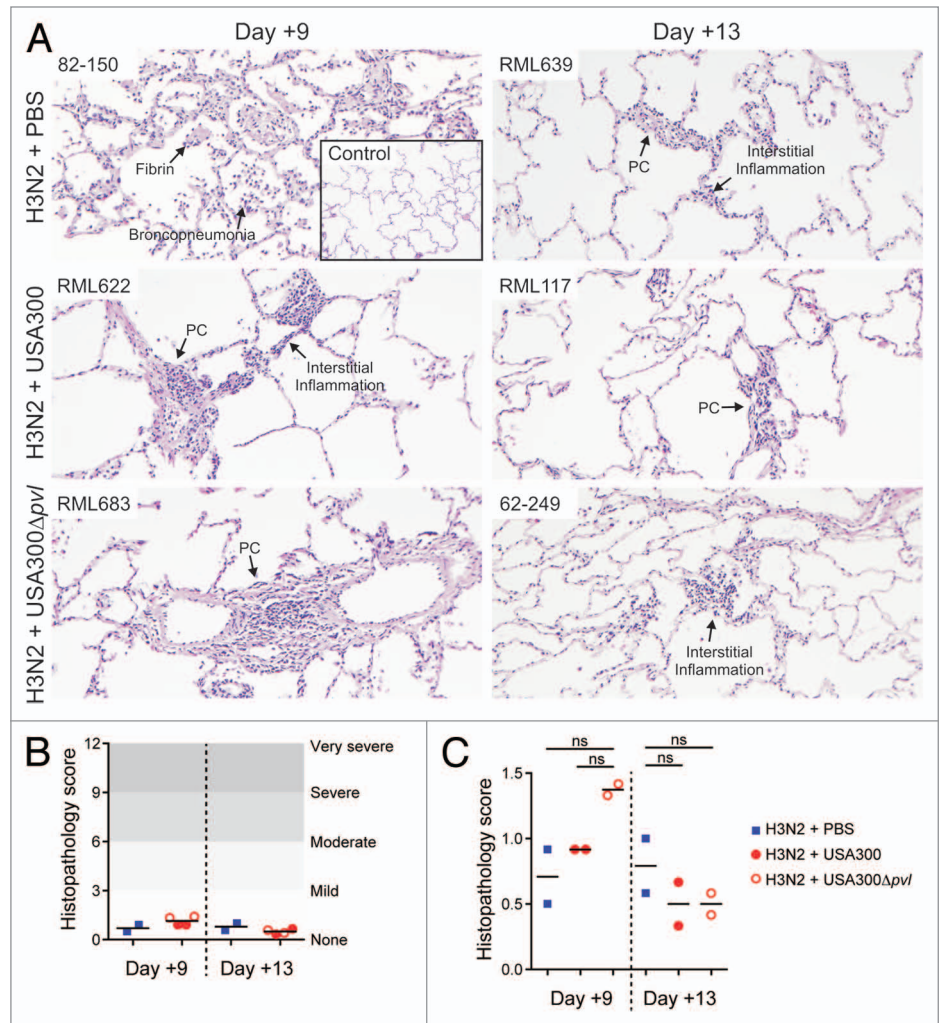 A
Day +9
Day +13
H3N2 + PBS
82-150
Fibrin
Broncopneumonia
Control
RML639
PC
Interstitial
Inflammation
H3N2 + USA300
RML622
PC
Interstitial
Inflammation
RML117
PC
H3N2 + USA300Δpvl
RML683
PC
62-249
Interstitial
Inflammation
B
Histopathology score
12
9
6
3
0
Very severe
Severe
Moderate
Mild
None
Day +9
Day +13
C
Histopathology score
1.5
1.0
0.5
0.0
ns
ns
ns
ns
Day +9
Day +13
H3N2 + PBS
H3N2 + USA300
H3N2 + USA300Δpvl